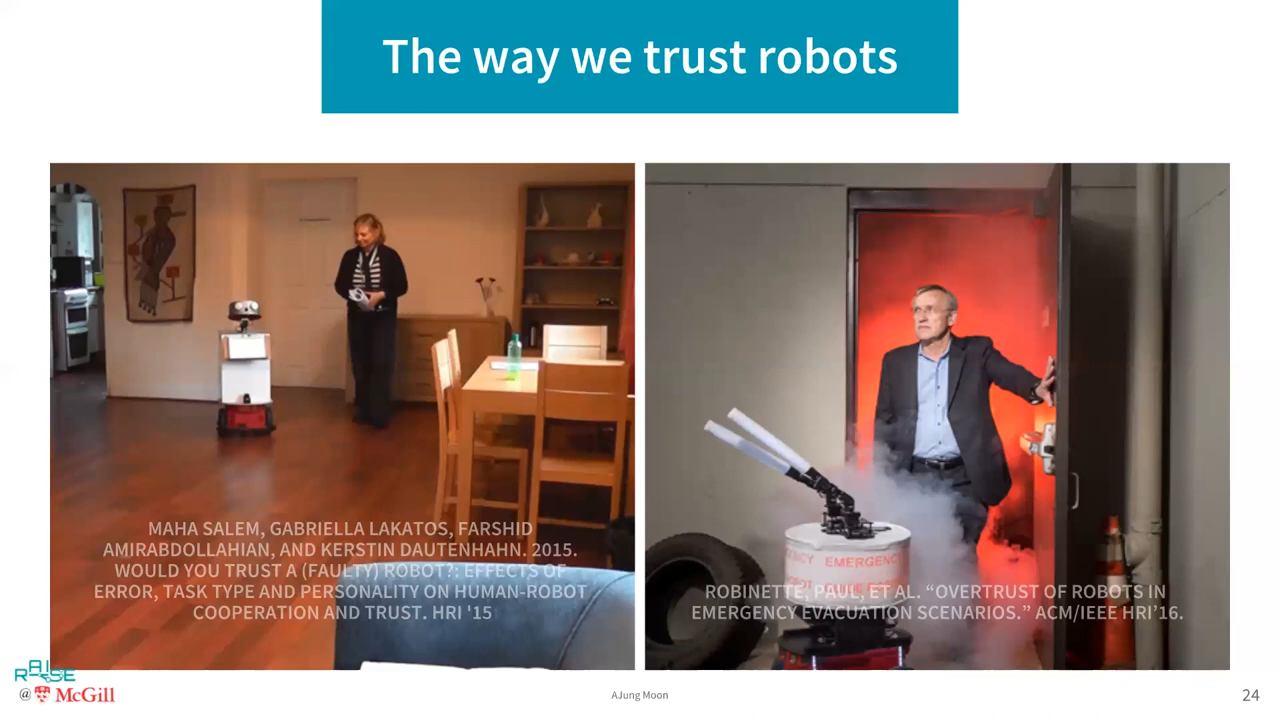 The way we trust robots
MAHA SALEM, GABRIELLA LAKATOS, FARSHID
AMIRABDOLLAHIAN, AND KERSTIN DAUTENHAHN. 2015.
WOULD YOU TRUST A (FAULTY) ROBOT?: EFFECTS OF
ERROR, TASK TYPE AND PERSONALITY ON HUMAN-ROBOT
COOPERATION AND TRUST. HRI '15
EMERGENCY
ROBINETTE, PAUL, ET AL. “OVERTRUST OF ROBOTS IN
EMERGENCY EVACUATION SCENARIOS.” ACM/IEEE HRI’16.
RAISE
@ McGill
AJung Moon
24